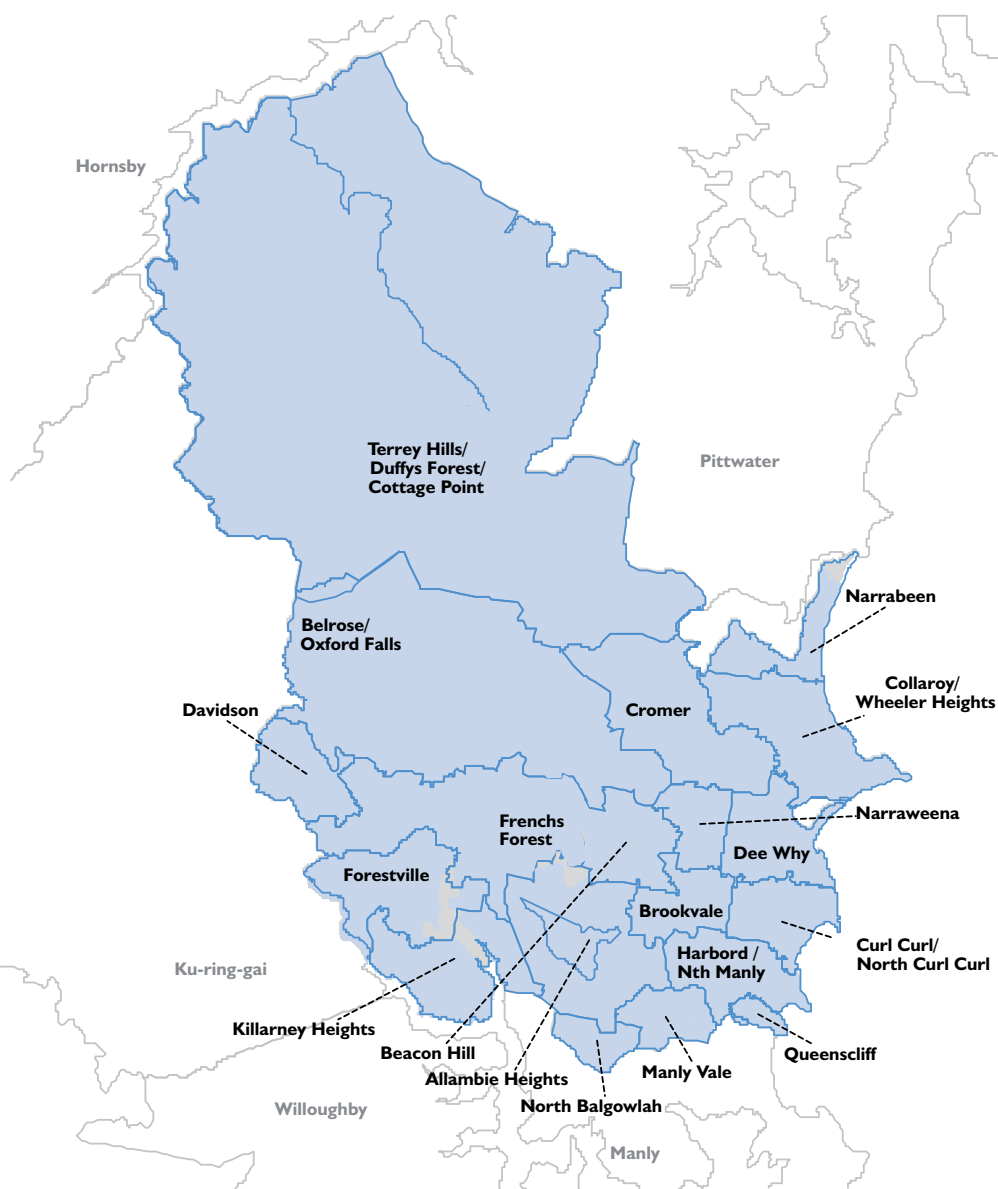 Hornsby
Terrey Hills/
Duffys Forest/
Cottage Point
Pittwater
Narrabeen
Belrose/
Oxford Falls
Collaroy/
Wheeler Heights
Davidson
Cromer
Narraweena
Frenchs
Forest
Dee Why
Forestville
Brookvale
Curl Curl/
North Curl Curl
Harbord /
Nth Manly
Ku-ring-gai
Killarney Heights
Beacon Hill
Queenscliff
Allambie Heights
Manly Vale
North Balgowlah
Willoughby
Manly